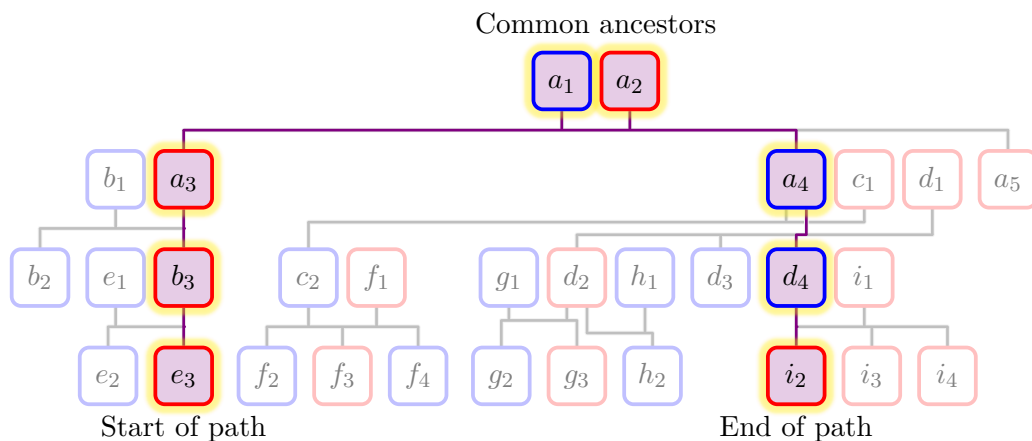 Common ancestors
a₁ a₂
b₁ a₃ a₄ c₁ d₁ a₅
b₂ e₁ b₃ c₂ f₁ g₁ d₂ h₁ d₃ d₄ i₁
e₂ e₃ f₂ f₃ f₄ g₂ g₃ h₂ i₂ i₃ i₄
Start of path End of path